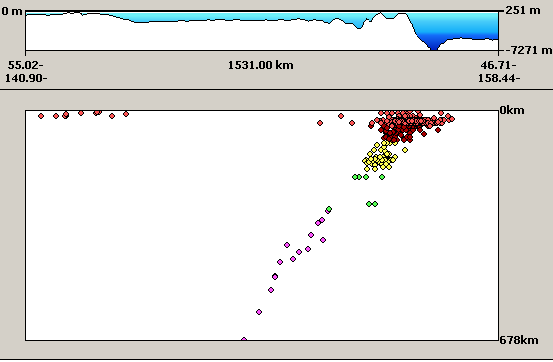 0 m 251 m
-7271 m
55.02- 1531.00 km 46.71-
140.90- 158.44-
0km
678km